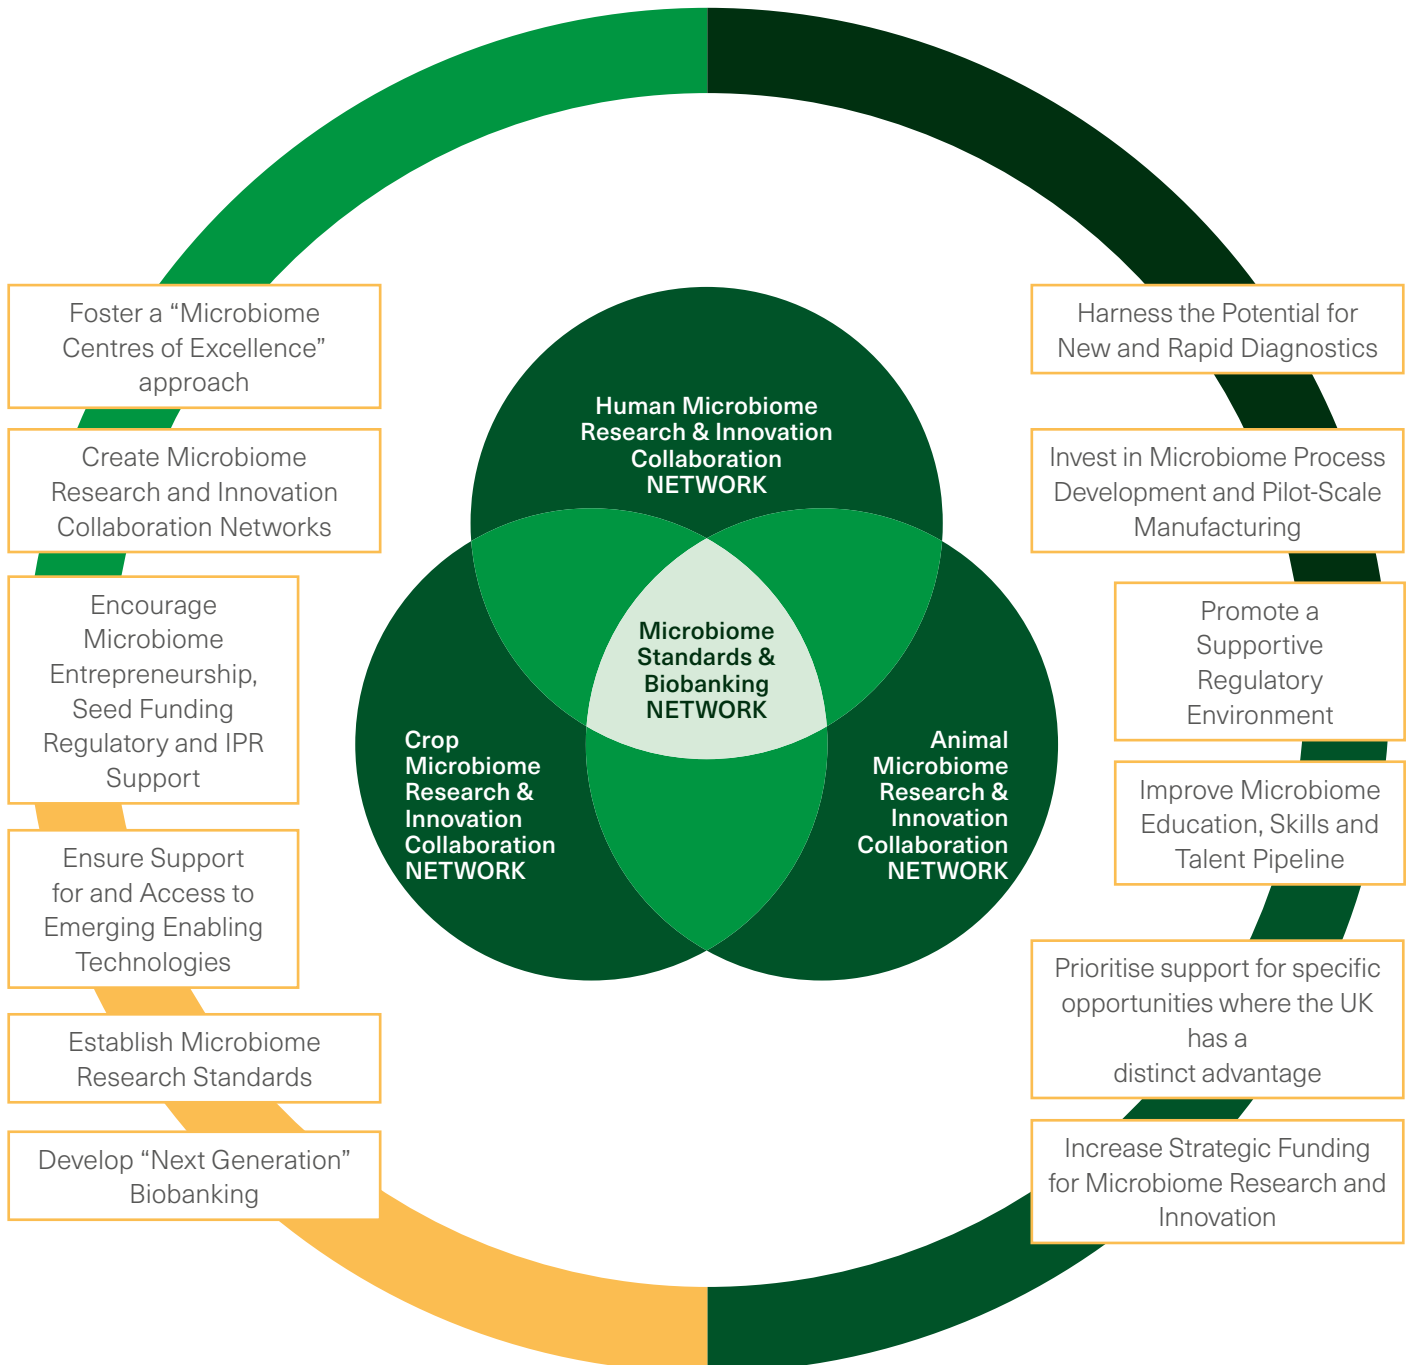 Foster a “Microbiome
Centres of Excellence”
approach
Create Microbiome
Research and Innovation
Collaboration Networks
Encourage
Microbiome
Entrepreneurship,
Seed Funding
Regulatory and IPR
Support
Ensure Support
for and Access to
Emerging Enabling
Technologies
Establish Microbiome
Research Standards
Develop “Next Generation”
Biobanking
Human Microbiome
Research & Innovation
Collaboration
NETWORK
Microbiome
Standards &
Biobanking
NETWORK
Crop
Microbiome
Research &
Innovation
Collaboration
NETWORK
Animal
Microbiome
Research &
Innovation
Collaboration
NETWORK
Harness the Potential for
New and Rapid Diagnostics
Invest in Microbiome Process
Development and Pilot-Scale
Manufacturing
Promote a
Supportive
Regulatory
Environment
Improve Microbiome
Education, Skills and
Talent Pipeline
Prioritise support for specific
opportunities where the UK
has a
distinct advantage
Increase Strategic Funding
for Microbiome Research and
Innovation